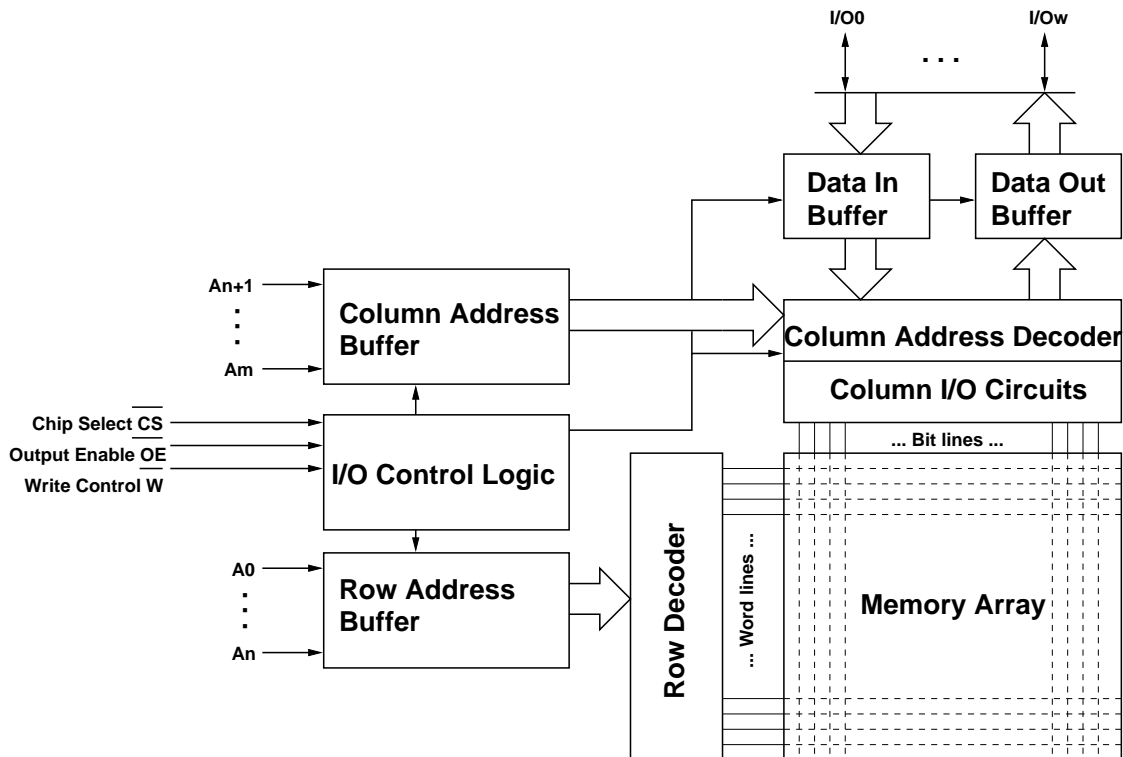 I/O0
I/Ow
. . .
Data In
Buffer
Data Out
Buffer
An+1
Am
Column Address
Buffer
Column Address Decoder
Column I/O Circuits
Chip Select C̅S̅
Output Enable O̅E̅
Write Control W̅
I/O Control Logic
... Bit lines ...
A0
An
Row Address
Buffer
Row Decoder
... Word lines ...
Memory Array